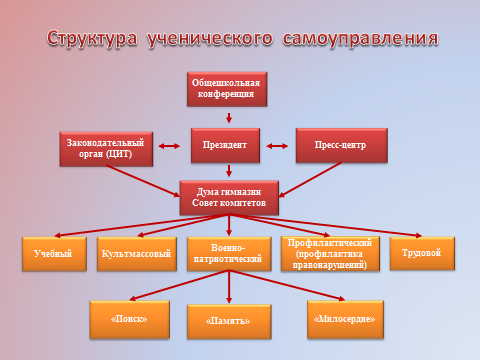 Структура ученического самоуправления
Общешкольная
конференция
Законодательный
орган (ЦИТ)
Президент
Пресс-центр
Дума гимназии
Совет комитетов
Учебный
Культмассовый
Военно-
патриотический
Профилактический
(профилактика
правонарушений)
Трудовой
«Поиск»
«Память»
«Милосердие»